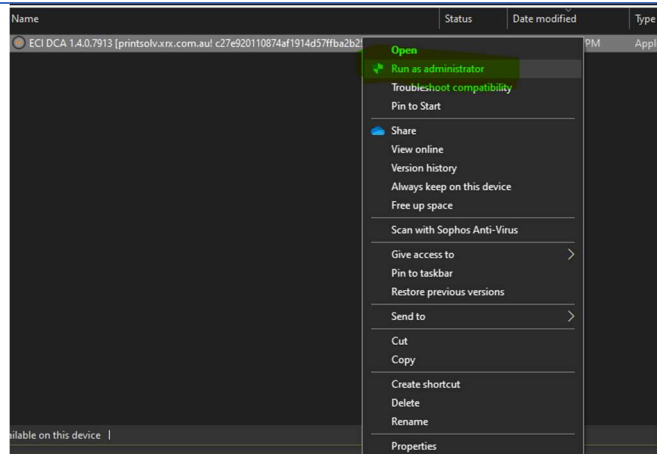 Name Status Date modified Type
ECI DCA 1.4.0.7913 [printsolv.xrx.com.au! c27e920110874af1914d57ffba2b2 PM Appl
Open
Run as administrator
Troubleshoot compatibility
Pin to Start
Share
View online
Version history
Always keep on this device
Free up space
Scan with Sophos Anti-Virus
Give access to
Pin to taskbar
Restore previous versions
Send to
Cut
Copy
Create shortcut
Delete
Rename
ailable on this device
Properties